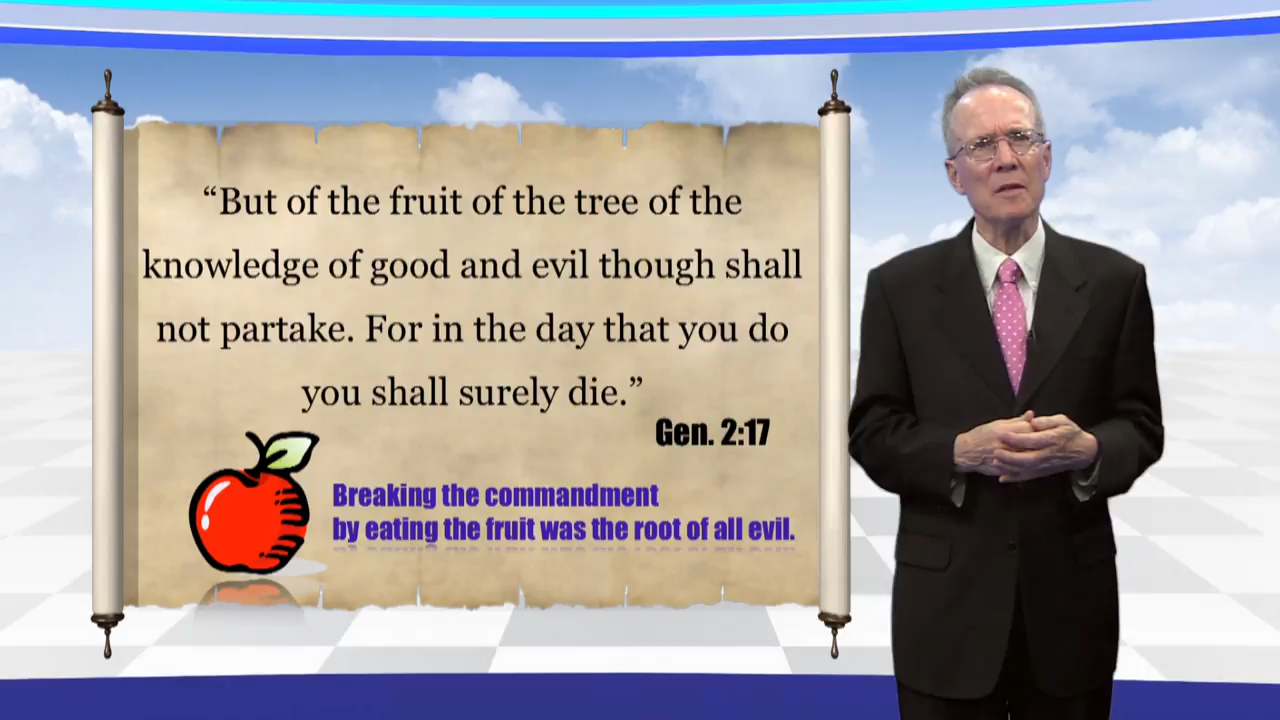 “But of the fruit of the tree of the
knowledge of good and evil though shall
not partake. For in the day that you do
you shall surely die.”
Gen. 2:17
Breaking the commandment
by eating the fruit was the root of all evil.